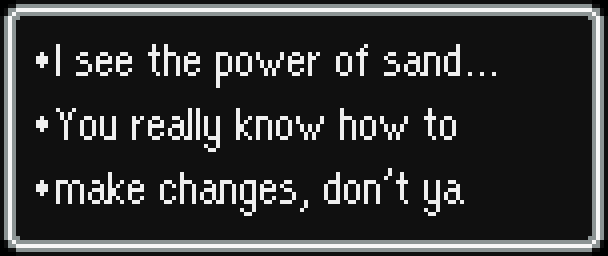 •I see the power of sand...
•You really know how to
•make changes, don't ya